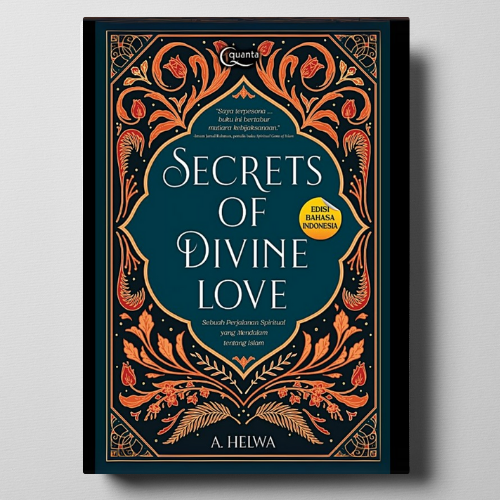 quanta
"Saya terpesona ...
buku ini bertabur
mutiara kebijaksanaan."
SECRETS
OF
DIVINE
LOVE
EDISI
BAHASA
INDONESIA
Sebuah Perjalanan Spiritual
yang Mendalam
tentang Islam
A. HELWA